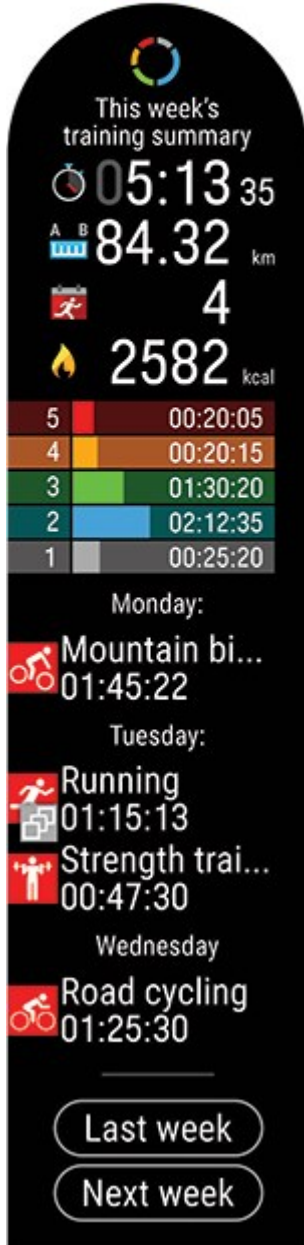 This week's
training summary
05:13 35
A B
84.32 km
4
2582 kcal
5 00:20:05
4 00:20:15
3 01:30:20
2 02:12:35
1 00:25:20
Monday:
Mountain bi...
01:45:22
Tuesday:
Running
01:15:13
Strength trai...
00:47:30
Wednesday
Road cycling
01:25:30
Last week
Next week